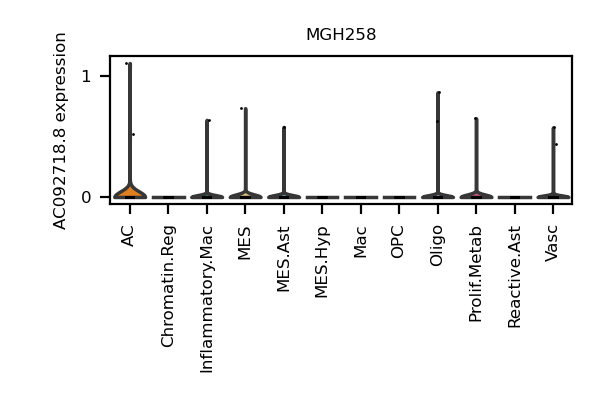 MGH258
AC092718.8 expression
1
0
AC
Chromatin.Reg
Inflammatory.Mac
MES
MES.Ast
MES.Hyp
Mac
OPC
Oligo
Prolif.Metab
Reactive.Ast
Vasc